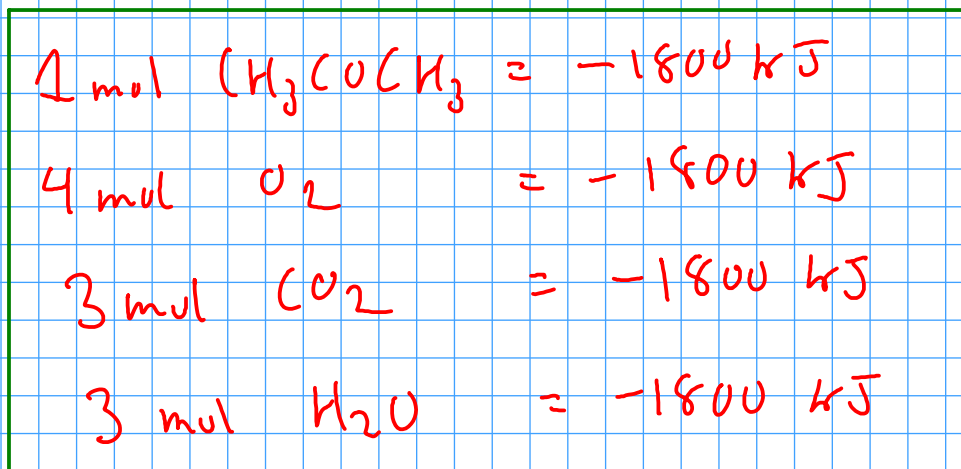 1 mol CH₃COCH₃ = -1800 kJ
4 mol O₂ = -1800 kJ
3 mol CO₂ = -1800 kJ
3 mol H₂O = -1800 kJ